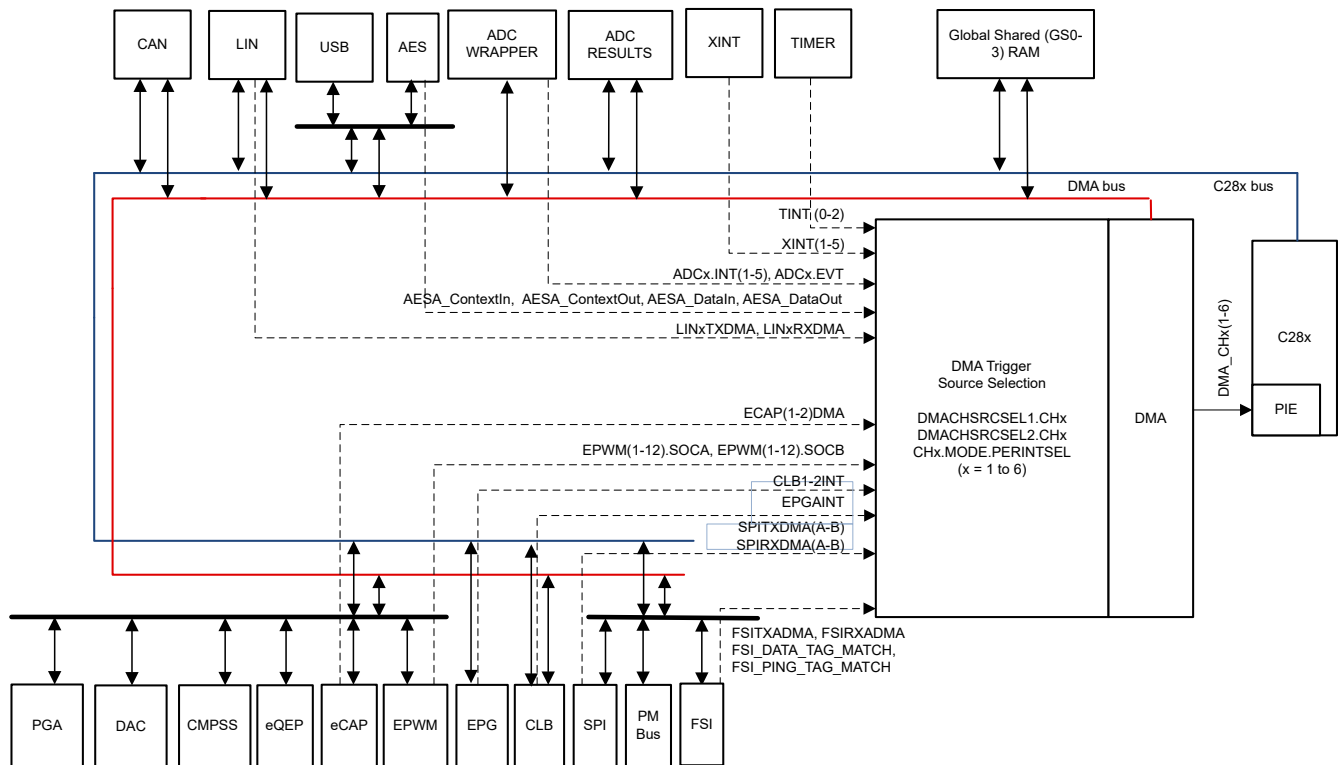 CAN
LIN
USB
AES
ADC
WRAPPER
ADC
RESULTS
XINT
TIMER
Global Shared (GS0-
3) RAM
DMA bus
C28x bus
TINT (0-2)
XINT(1-5)
ADCx.INT(1-5), ADCx.EVT
AESA_ContextIn, AESA_ContextOut, AESA_DataIn, AESA_DataOut
LINxTXDMA, LINxRXDMA
ECAP(1-2)DMA
EPWM(1-12).SOCA, EPWM(1-12).SOCB
CLB1-2INT
EPGAINT
SPITXDMA(A-B)
SPIRXDMA(A-B)
FSITXADMA, FSIRXADMA
FSI_DATA_TAG_MATCH,
FSI_PING_TAG_MATCH
DMA Trigger
Source Selection
DMACHSRCSEL1.CHx
DMACHSRCSEL2.CHx
CHx.MODE.PERINTSEL
(x = 1 to 6)
DMA
DMA_CHx(1-6)
C28x
PIE
PGA
DAC
CMPSS
eQEP
eCAP
EPWM
EPG
CLB
SPI
PM
Bus
FSI